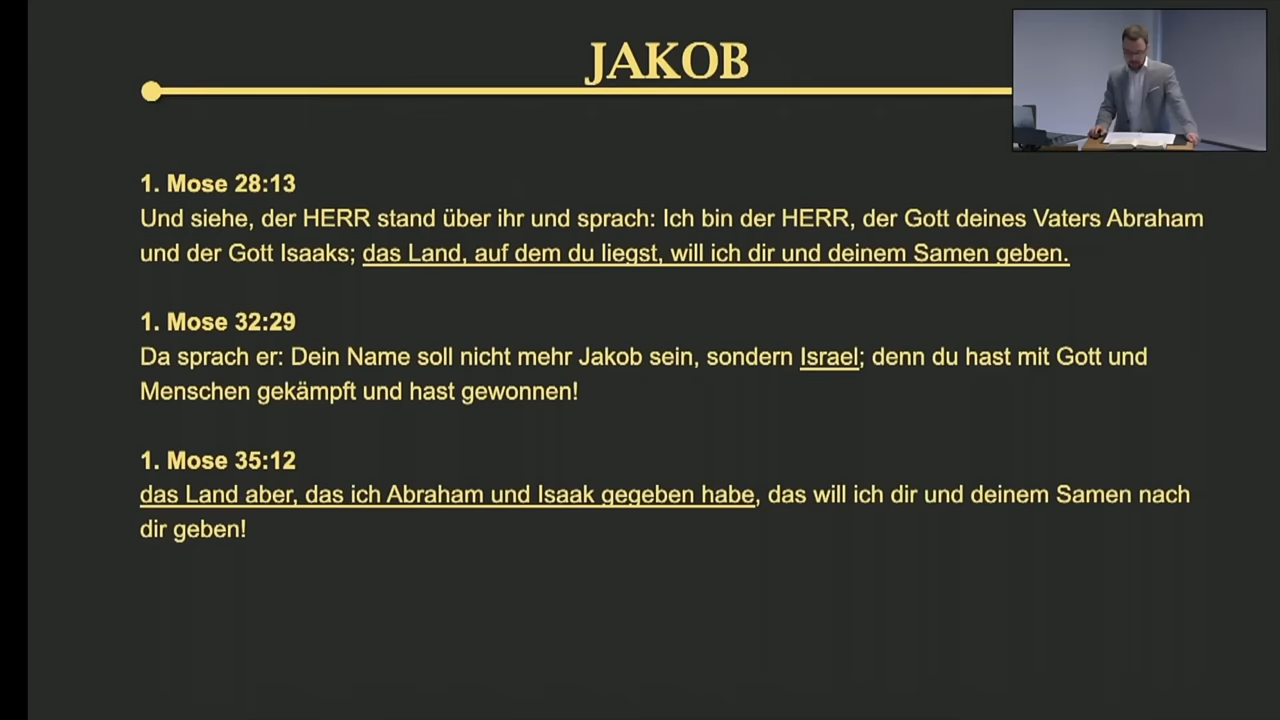 JAKOB
1. Mose 28:13
Und siehe, der HERR stand über ihr und sprach: Ich bin der HERR, der Gott deines Vaters Abraham
und der Gott Isaaks; das Land, auf dem du liegst, will ich dir und deinem Samen geben.
1. Mose 32:29
Da sprach er: Dein Name soll nicht mehr Jakob sein, sondern Israel; denn du hast mit Gott und
Menschen gekämpft und hast gewonnen!
1. Mose 35:12
das Land aber, das ich Abraham und Isaak gegeben habe, das will ich dir und deinem Samen nach
dir geben!